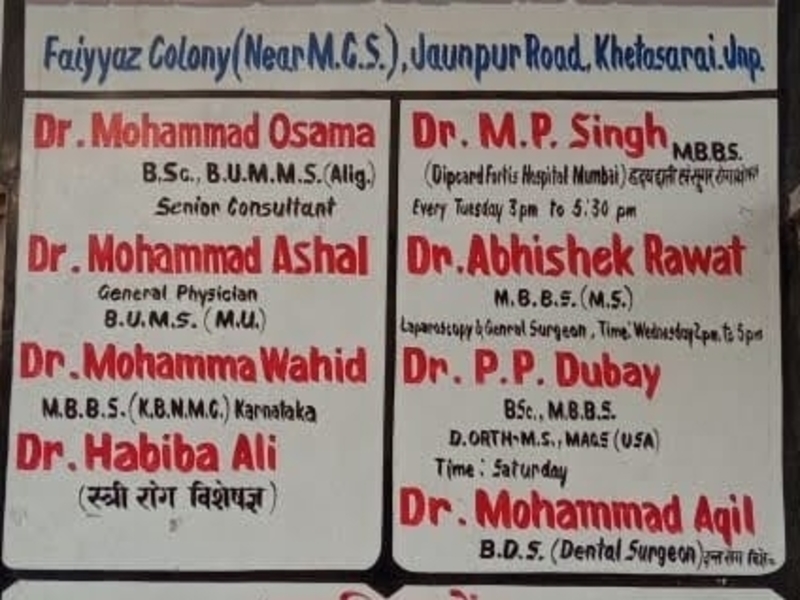 Faiyyaz Colony(Near M.G.S.), Jaunpur Road, Khetasarai. Jnp.
Dr. Mohammad Osama
B.Sc., B.U.M.M.S.(Alig.)
Senior Consultant
Dr. Mohammad Ashal
General Physician
B.U.M.S. (M.U.)
Dr. Mohamma Wahid
M.B.B.S.(K.B.N.M.C.) Karnataka
Dr. Habiba Ali
(स्त्री रोग विशेषज्ञ)
Dr. M.P. Singh M.B.B.S.
(Dipcard Fortis Hospital Mumbai)
Every Tuesday 3pm to 5:30 pm
Dr. Abhishek Rawat
M.B.B.S. (M.S.)
Laparoscopy & Genral Surgeon, Time: Wednesday 2pm. to 5pm
Dr. P.P. Dubay
BSc., M.B.B.S.
D.ORTH-M.S., MAGS (USA)
Time: Saturday
Dr. Mohammad Aqil
B.D.S. (Dental Surgeon)